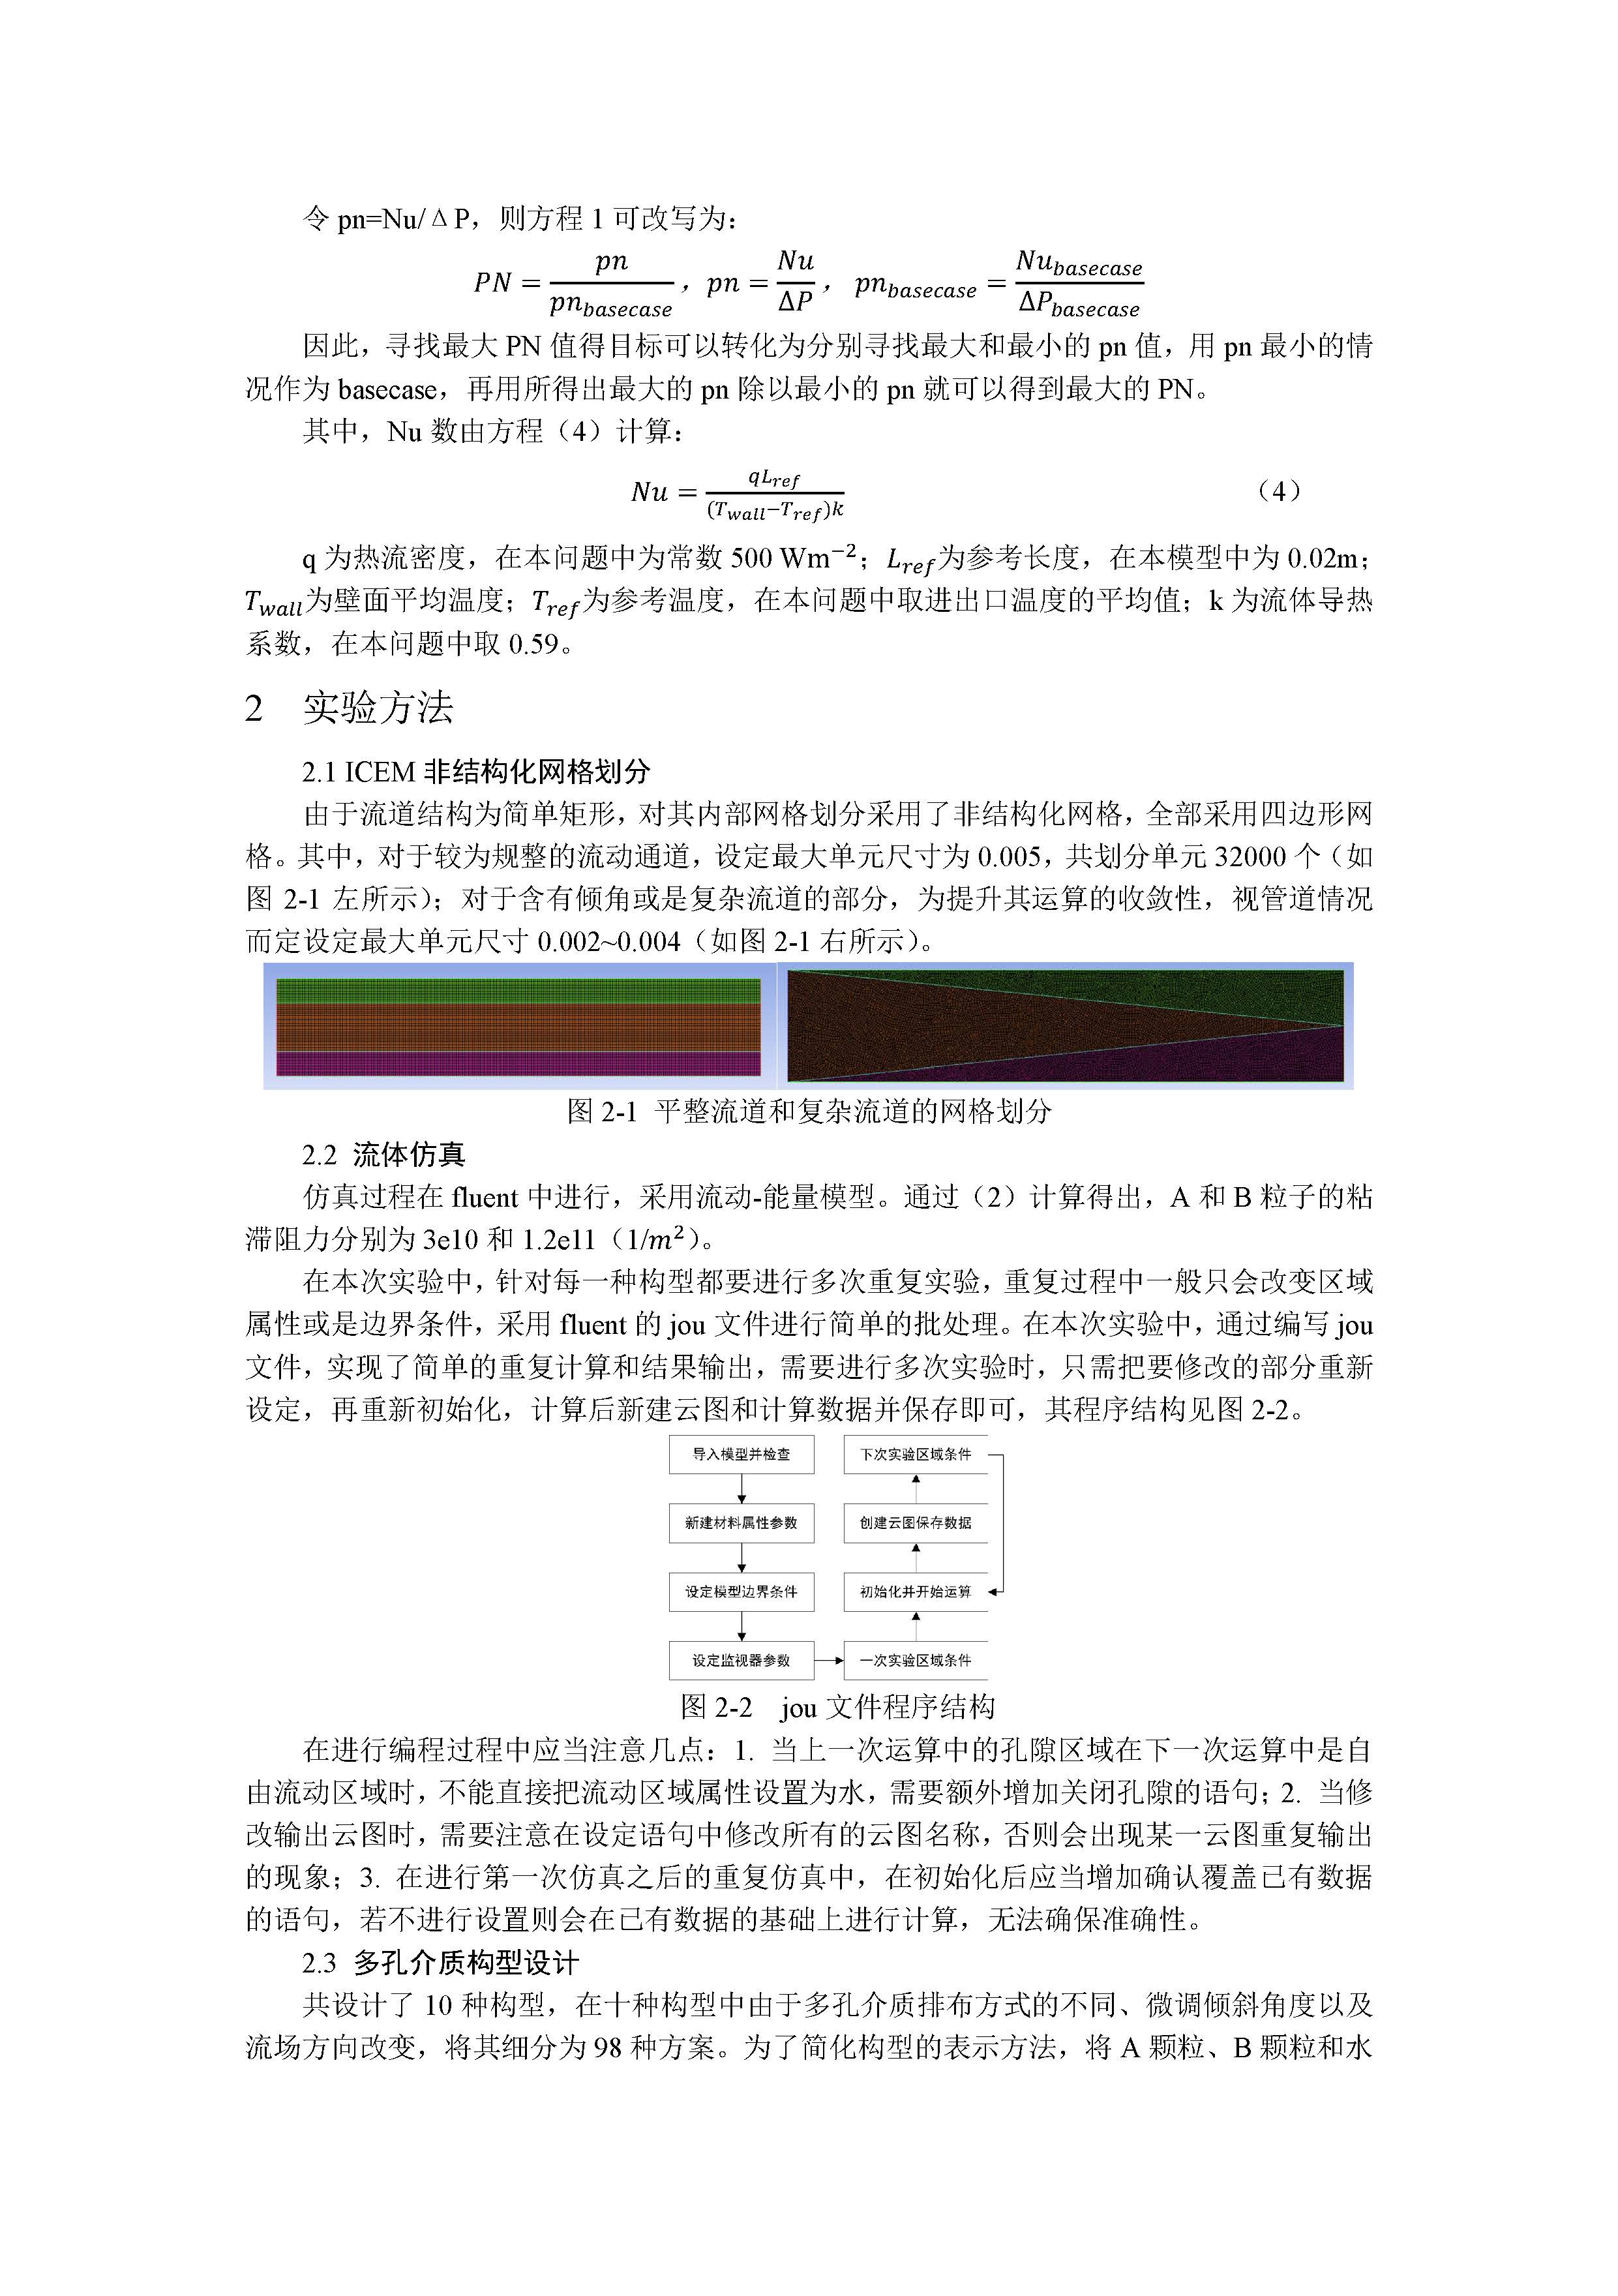 令 pn=Nu/ΔP，则方程 1 可改写为：
PN = pn/pn_basecase， pn = Nu/ΔP， pn_basecase = Nu_basecase/ΔP_basecase
因此，寻找最大 PN 值得目标可以转化为分别寻找最大和最小的 pn 值，用 pn 最小的情
况作为 basecase，再用所得出最大的 pn 除以最小的 pn 就可以得到最大的 PN。
其中，Nu 数由方程（4）计算：
Nu = qL_ref/((T_wall−T_ref)k) （4）
q 为热流密度，在本问题中为常数 500 Wm⁻²；L_ref为参考长度，在本模型中为 0.02m；
T_wall为壁面平均温度；T_ref为参考温度，在本问题中取进出口温度的平均值；k 为流体导热
系数，在本问题中取 0.59。
2 实验方法
2.1 ICEM 非结构化网格划分
由于流道结构为简单矩形，对其内部网格划分采用了非结构化网格，全部采用四边形网
格。其中，对于较为规整的流动通道，设定最大单元尺寸为 0.005，共划分单元 32000 个（如
图 2-1 左所示）；对于含有倾角或是复杂流道的部分，为提升其运算的收敛性，视管道情况
而定设定最大单元尺寸 0.002~0.004（如图 2-1 右所示）。
图 2-1 平整流道和复杂流道的网格划分
2.2 流体仿真
仿真过程在 fluent 中进行，采用流动-能量模型。通过（2）计算得出，A 和 B 粒子的粘
滞阻力分别为 3e10 和 1.2e11（1/m²）。
在本次实验中，针对每一种构型都要进行多次重复实验，重复过程中一般只会改变区域
属性或是边界条件，采用 fluent 的 jou 文件进行简单的批处理。在本次实验中，通过编写 jou
文件，实现了简单的重复计算和结果输出，需要进行多次实验时，只需把要修改的部分重新
设定，再重新初始化，计算后新建云图和计算数据并保存即可，其程序结构见图 2-2。
导入模型并检查
新建材料属性参数
设定模型边界条件
设定监视器参数
一次实验区域条件
初始化并开始运算
创建云图保存数据
下次实验区域条件
图 2-2 jou 文件程序结构
在进行编程过程中应当注意几点：1. 当上一次运算中的孔隙区域在下一次运算中是自
由流动区域时，不能直接把流动区域属性设置为水，需要额外增加关闭孔隙的语句；2. 当修
改输出云图时，需要注意在设定语句中修改所有的云图名称，否则会出现某一云图重复输出
的现象；3. 在进行第一次仿真之后的重复仿真中，在初始化后应当增加确认覆盖已有数据
的语句，若不进行设置则会在已有数据的基础上进行计算，无法确保准确性。
2.3 多孔介质构型设计
共设计了 10 种构型，在十种构型中由于多孔介质排布方式的不同、微调倾斜角度以及
流场方向改变，将其细分为 98 种方案。为了简化构型的表示方法，将 A 颗粒、B 颗粒和水